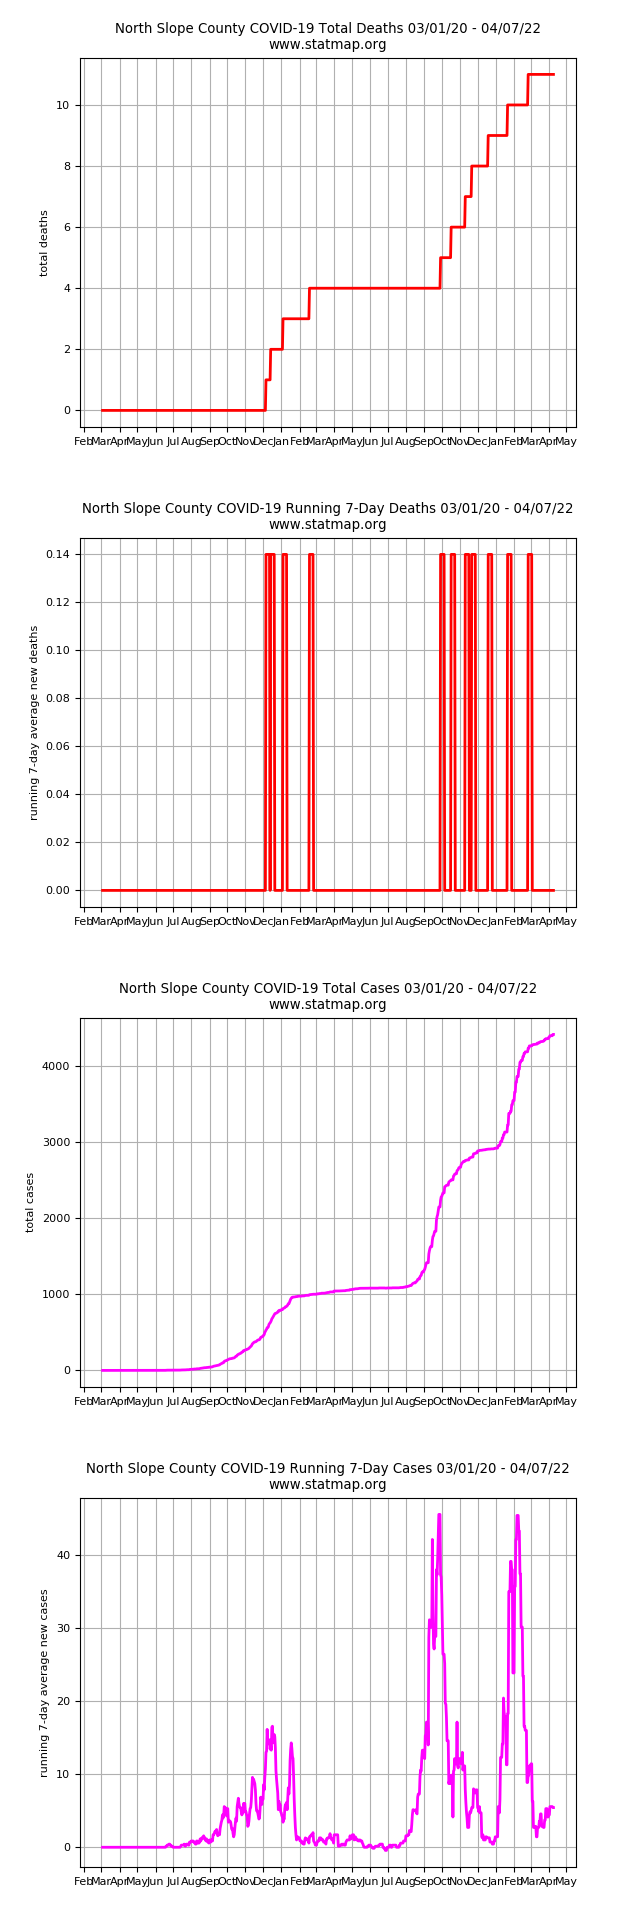 North Slope County COVID-19 Total Deaths 03/01/20 - 04/07/22
www.statmap.org
10
8
6
4
2
0
total deaths
Feb Mar Apr May Jun Jul Aug Sep Oct Nov Dec Jan Feb Mar Apr May Jun Jul Aug Sep Oct Nov Dec Jan Feb Mar Apr May
North Slope County COVID-19 Running 7-Day Deaths 03/01/20 - 04/07/22
www.statmap.org
0.14
0.12
0.10
0.08
0.06
0.04
0.02
0.00
running 7-day average new deaths
Feb Mar Apr May Jun Jul Aug Sep Oct Nov Dec Jan Feb Mar Apr May Jun Jul Aug Sep Oct Nov Dec Jan Feb Mar Apr May
North Slope County COVID-19 Total Cases 03/01/20 - 04/07/22
www.statmap.org
4000
3000
2000
1000
0
total cases
Feb Mar Apr May Jun Jul Aug Sep Oct Nov Dec Jan Feb Mar Apr May Jun Jul Aug Sep Oct Nov Dec Jan Feb Mar Apr May
North Slope County COVID-19 Running 7-Day Cases 03/01/20 - 04/07/22
www.statmap.org
40
30
20
10
0
running 7-day average new cases
Feb Mar Apr May Jun Jul Aug Sep Oct Nov Dec Jan Feb Mar Apr May Jun Jul Aug Sep Oct Nov Dec Jan Feb Mar Apr May